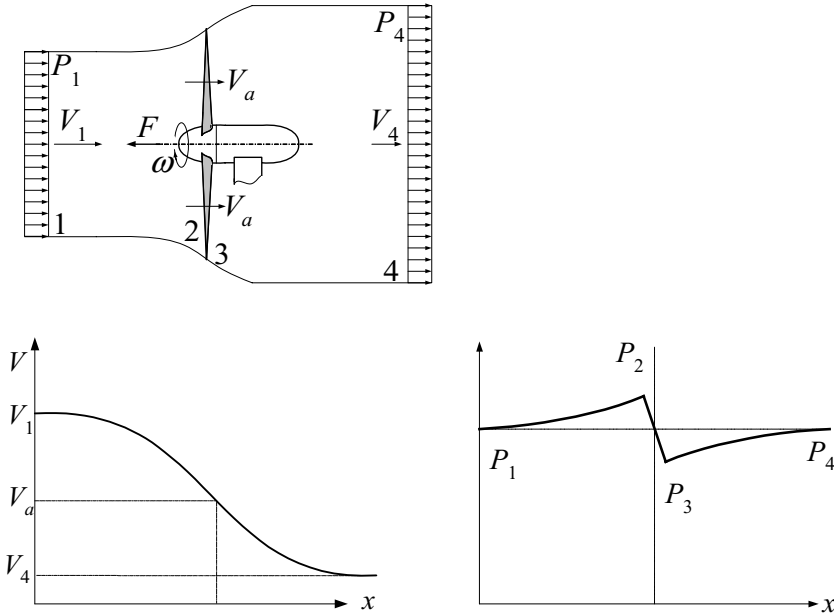 P₁
P₄
Vₐ
V₁
F
V₄
ω
Vₐ
1
2
3
4
V
V₁
Vₐ
V₄
x
P₂
P₁
P₄
P₃
x